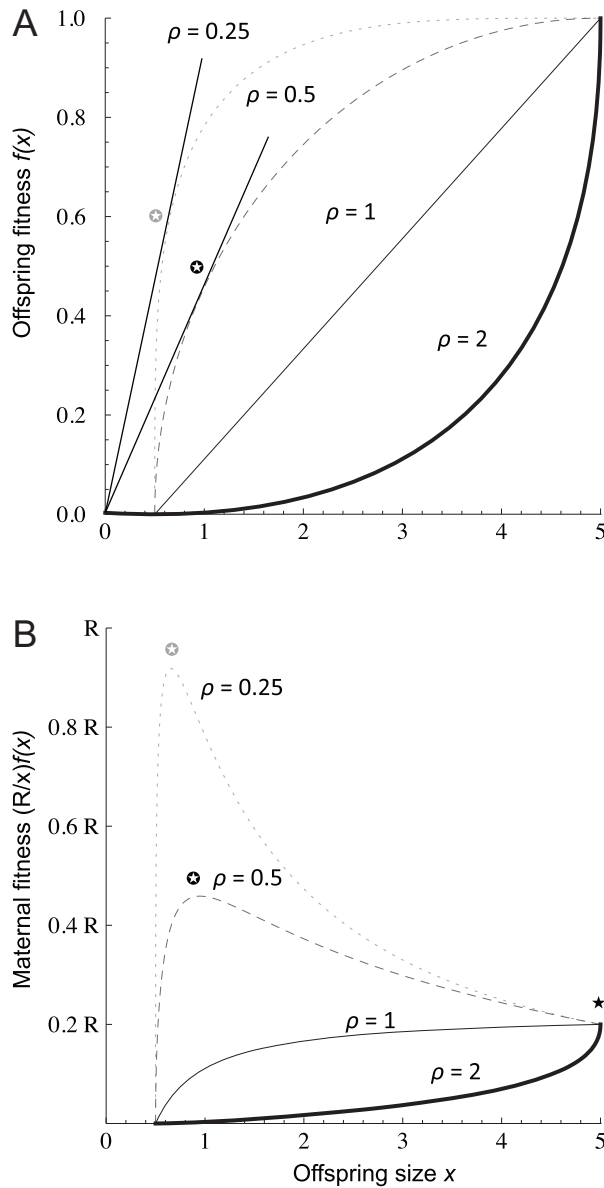 A
1.0
0.8
0.6
0.4
0.2
0.0
Offspring fitness f(x)
ρ = 0.25
ρ = 0.5
ρ = 1
ρ = 2
0 1 2 3 4 5
B
R
0.8 R
0.6 R
0.4 R
0.2 R
Maternal fitness (R/x)f(x)
ρ = 0.25
ρ = 0.5
ρ = 1
ρ = 2
0 1 2 3 4 5
Offspring size x